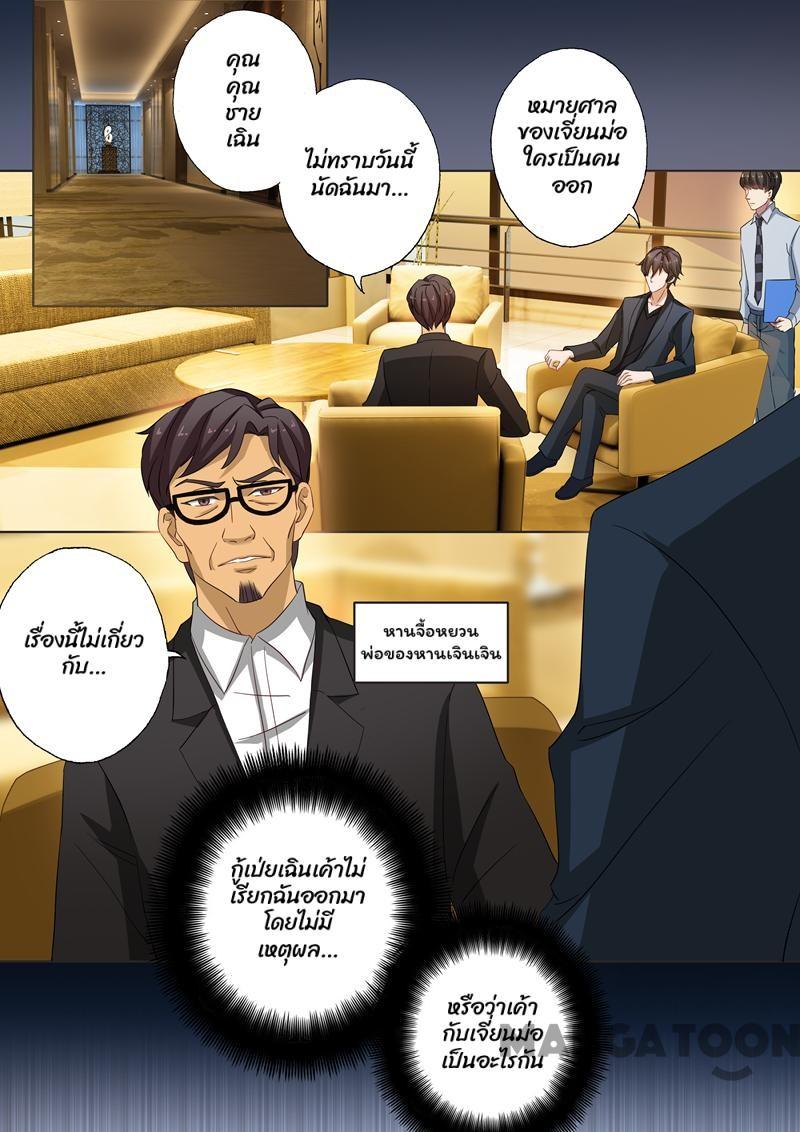 คุณ
คุณ
ชาย
เฉิน
ไม่ทราบวันนี้
นัดฉันมา...
หมายศาล
ของเจี่ยนม่อ
ใครเป็นคน
ออก
เรื่องนี้ไม่เกี่ยว
กับ...
หานจื้อหยวน
พ่อของหานเจินเจิน
กู้เป่ยเฉินเค้าไม่
เรียกฉันออกมา
โดยไม่มี
เหตุผล...
หรือว่าเค้า
กับเจี่ยนม่อ
เป็นอะไรกัน
MANGATOON